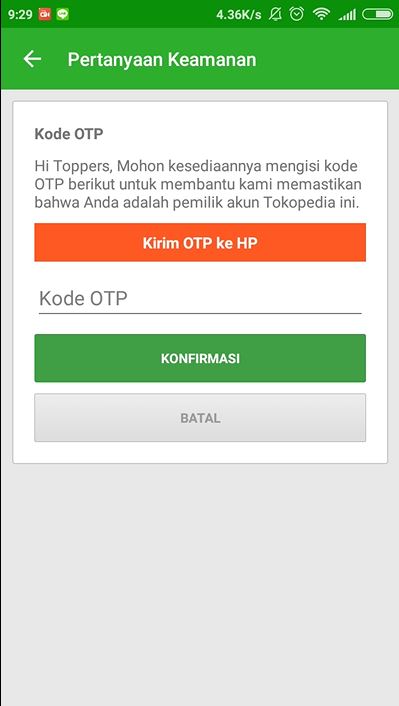 9:29
4.36K/s
Pertanyaan Keamanan
Kode OTP
Hi Toppers, Mohon kesediaannya mengisi kode
OTP berikut untuk membantu kami memastikan
bahwa Anda adalah pemilik akun Tokopedia ini.
Kirim OTP ke HP
Kode OTP
KONFIRMASI
BATAL